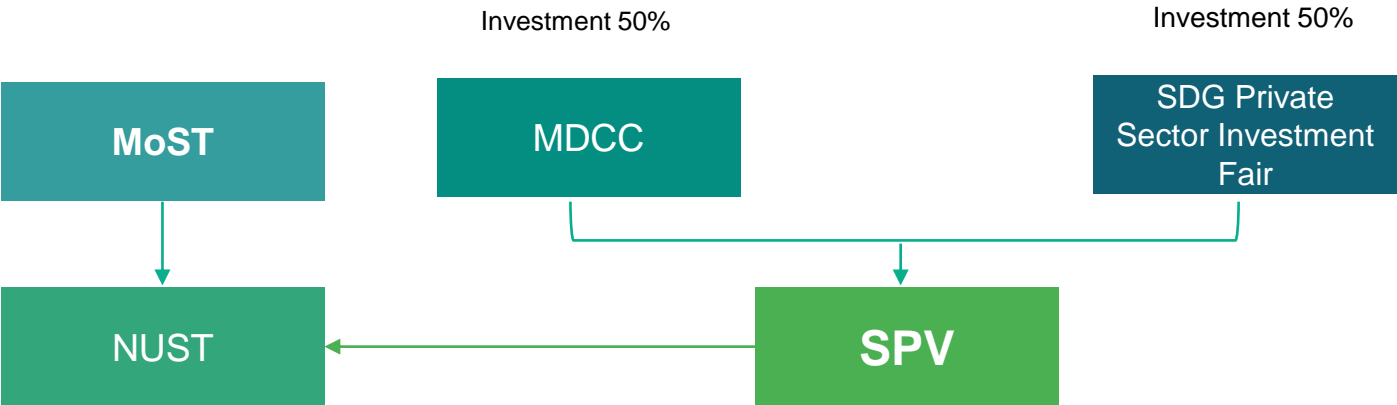 Investment 50%
Investment 50%
MoST
MDCC
SDG Private
Sector Investment
Fair
NUST
SPV